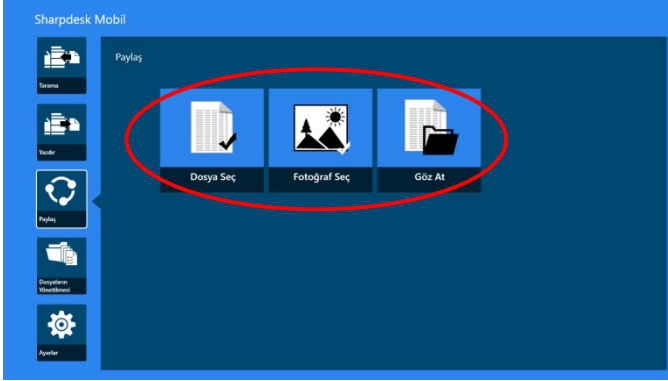 Sharpdesk Mobil
Tarama
Paylaş
Dosya Seç
Fotoğraf Seç
Göz At
Yazdır
Paylaş
Dosyaların
Yönetilmesi
Ayarlar